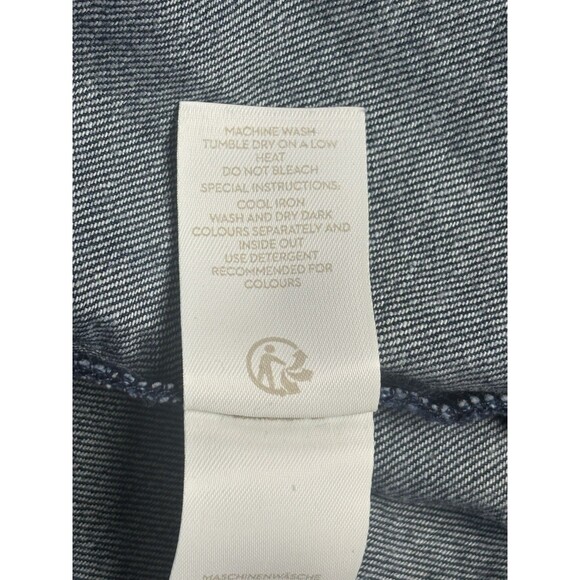 MACHINE WASH
TUMBLE DRY ON A LOW
HEAT
DO NOT BLEACH
SPECIAL INSTRUCTIONS:
COOL IRON
WASH AND DRY DARK
COLOURS SEPARATELY AND
INSIDE OUT
USE DETERGENT
RECOMMENDED FOR
COLOURS
MASCHINENWÄSCHE